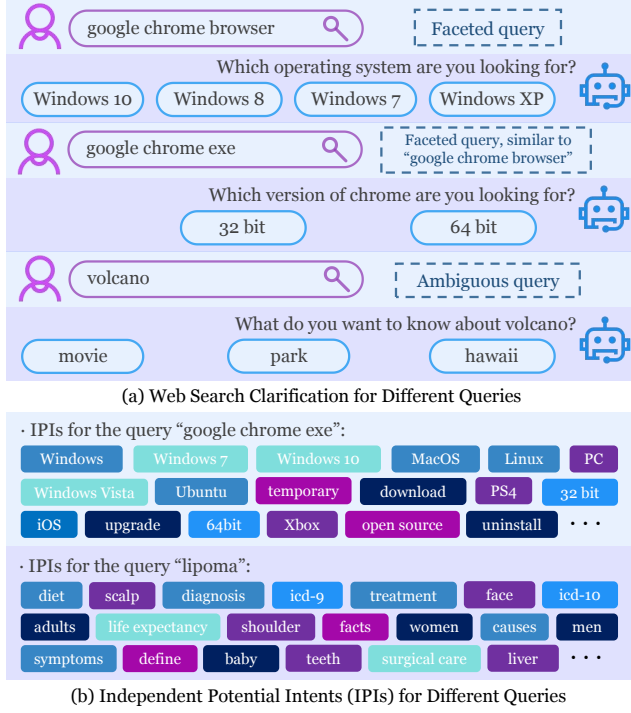 google chrome browser
Faceted query
Which operating system are you looking for?
Windows 10 Windows 8 Windows 7 Windows XP
google chrome exe
Faceted query, similar to
“google chrome browser”
Which version of chrome are you looking for?
32 bit 64 bit
volcano
Ambiguous query
What do you want to know about volcano?
movie park hawaii
(a) Web Search Clarification for Different Queries
· IPIs for the query “google chrome exe”:
Windows Windows 7 Windows 10 MacOS Linux PC
Windows Vista Ubuntu temporary download PS4 32 bit
iOS upgrade 64bit Xbox open source uninstall · · ·
· IPIs for the query “lipoma”:
diet scalp diagnosis icd-9 treatment face icd-10
adults life expectancy shoulder facts women causes men
symptoms define baby teeth surgical care liver · · ·
(b) Independent Potential Intents (IPIs) for Different Queries